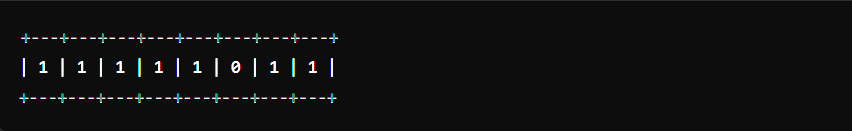 +---+---+---+---+---+---+---+---+
| 1 | 1 | 1 | 1 | 1 | 0 | 1 | 1 |
+---+---+---+---+---+---+---+---+